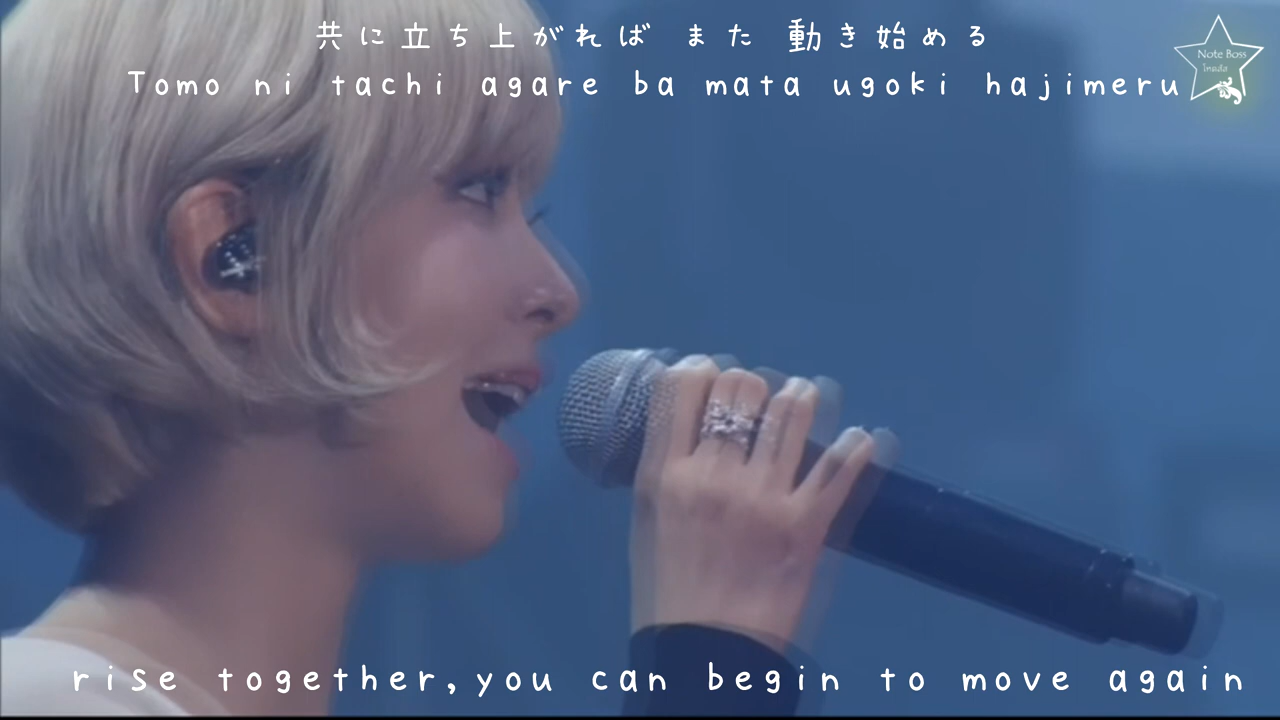 共に立ち上がれば また 動き始める
Tomo ni tachi agare ba mata ugoki hajimeru
Note Boss
rise together,you can begin to move again